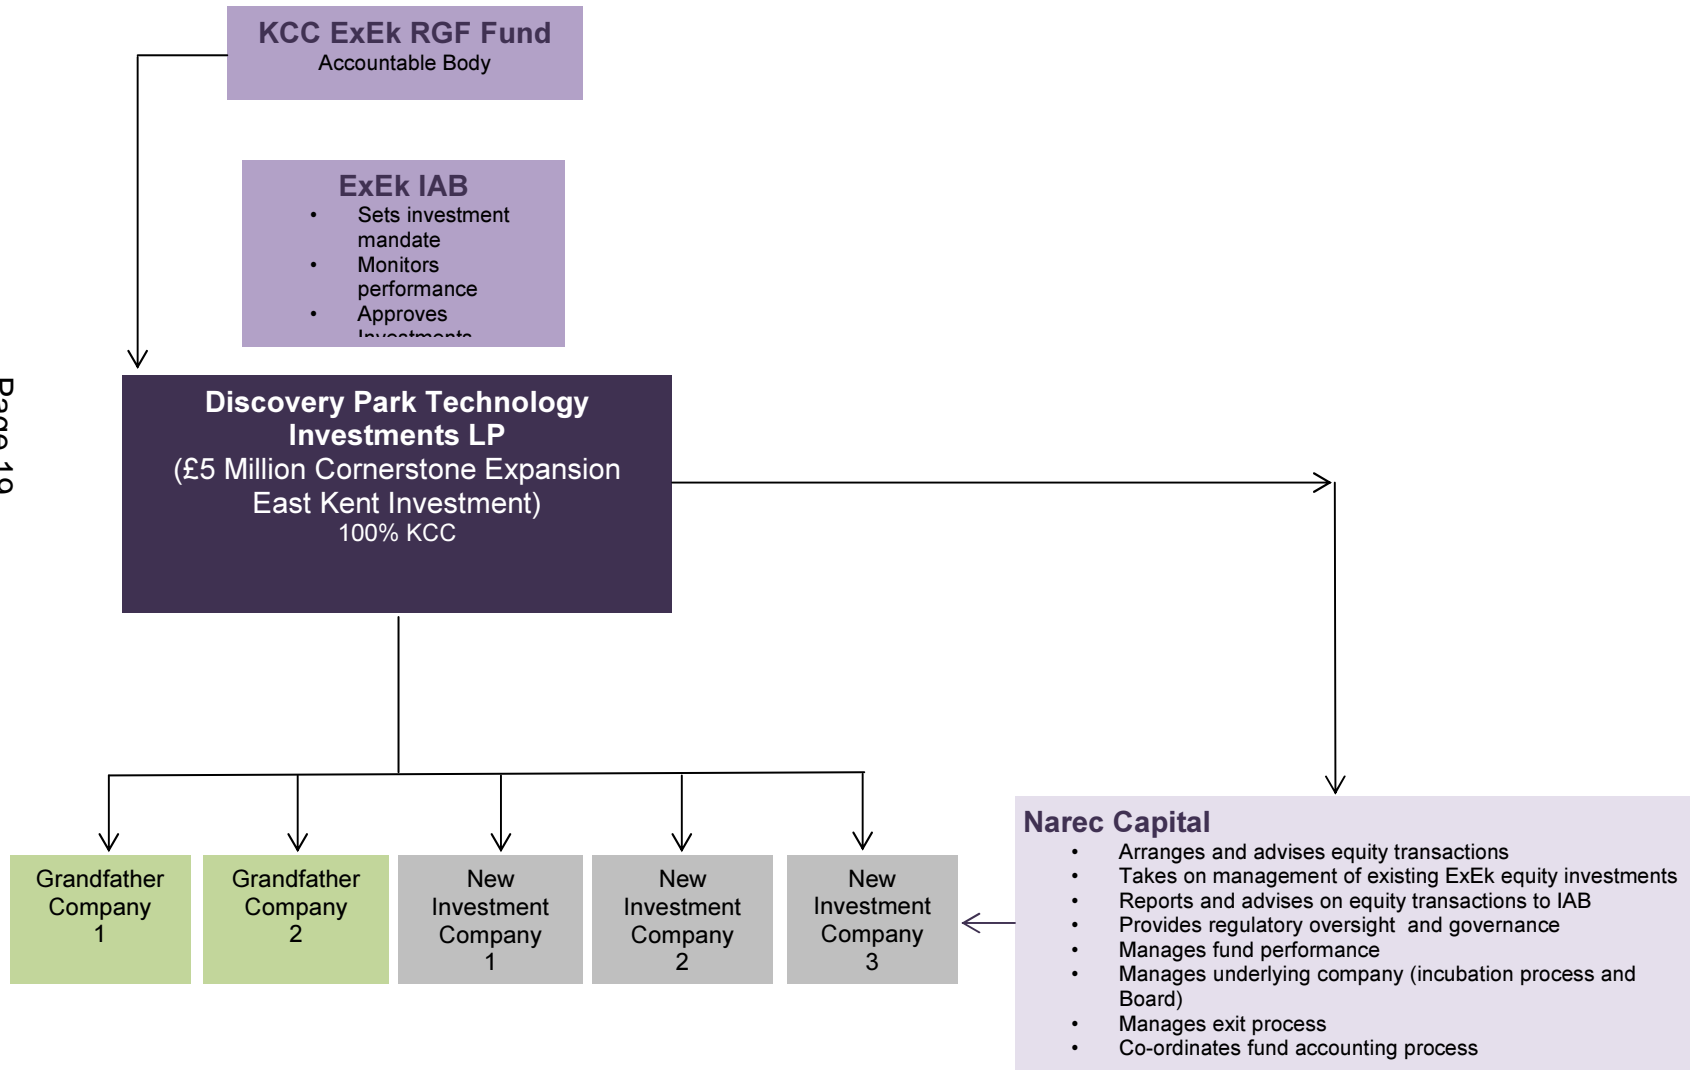 KCC ExEk RGF Fund
Accountable Body
ExEk IAB
• Sets investment
mandate
• Monitors
performance
• Approves
Investments
Page 19
Discovery Park Technology
Investments LP
(£5 Million Cornerstone Expansion
East Kent Investment)
100% KCC
Grandfather
Company
1
Grandfather
Company
2
New
Investment
Company
1
New
Investment
Company
2
New
Investment
Company
3
Narec Capital
• Arranges and advises equity transactions
• Takes on management of existing ExEk equity investments
• Reports and advises on equity transactions to IAB
• Provides regulatory oversight and governance
• Manages fund performance
• Manages underlying company (incubation process and
Board)
• Manages exit process
• Co-ordinates fund accounting process